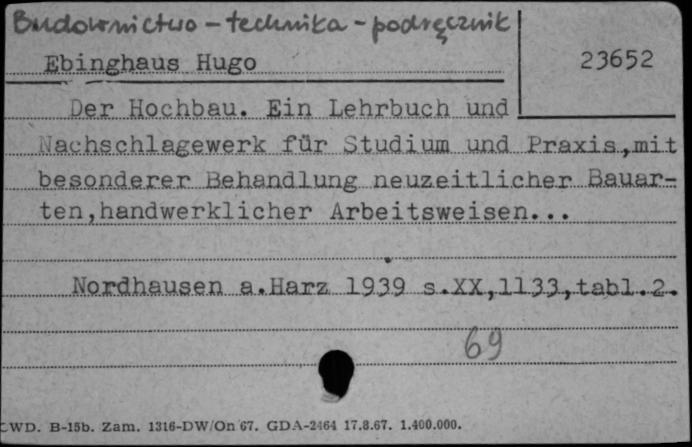 Budownictwo - technika - podręcznik
Ebinghaus Hugo
23652
Der Hochbau. Ein Lehrbuch und
Nachschlagewerk für Studium und Praxis,mit
besonderer Behandlung neuzeitlicher Bauar-
ten,handwerklicher Arbeitsweisen...
Nordhausen a.Harz 1939 s.XX,1133,tabl.2.
69
CWD. B-15b. Zam. 1316-DW/On 67. GDA-2464 17.8.67. 1.400.000.